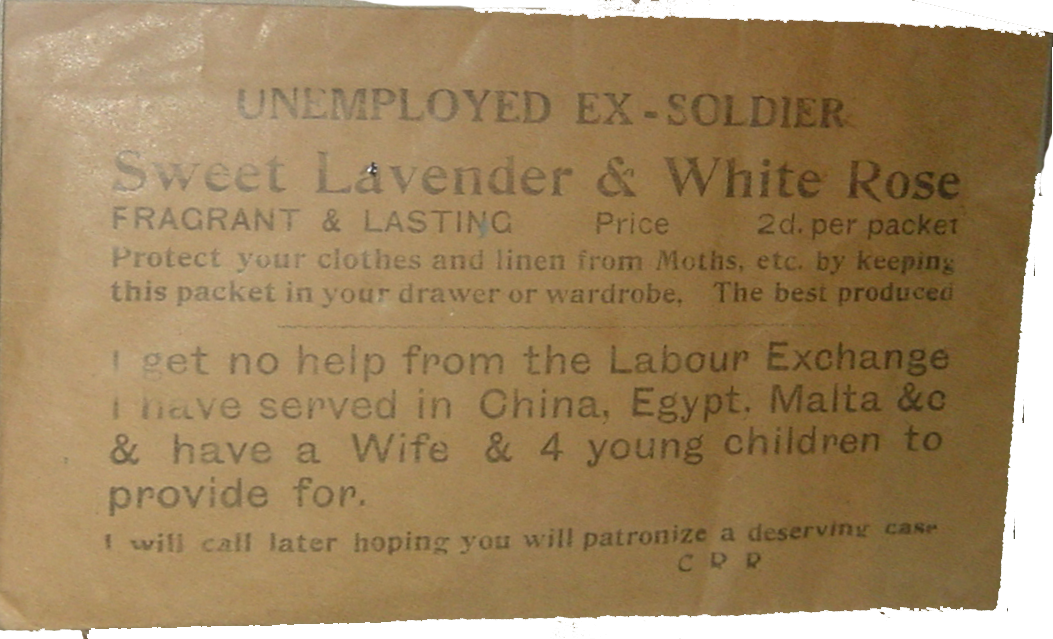 UNEMPLOYED EX-SOLDIER
Sweet Lavender & White Rose
FRAGRANT & LASTING Price 2d. per packet
Protect your clothes and linen from Moths, etc. by keeping
this packet in your drawer or wardrobe. The best produced
I get no help from the Labour Exchange
I have served in China, Egypt. Malta &c
& have a Wife & 4 young children to
provide for.
I will call later hoping you will patronize a deserving case
C R R